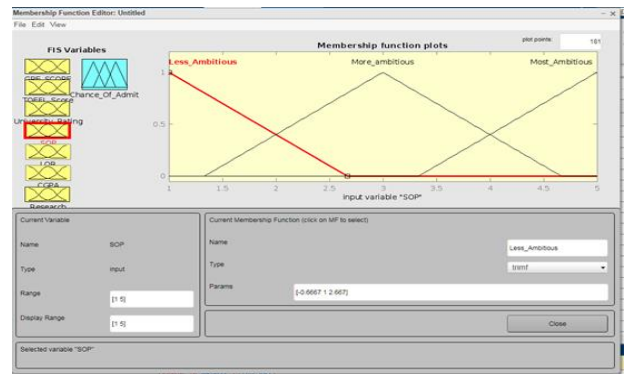 Membership Function Editor: Untitled
File Edit View
FIS Variables
GRE_SCORE
TOEFL_Score
University_Rating
SOP
LOR
CGPA
Research
Chance_Of_Admit
Membership function plots
plot points:
181
Less_Ambitious
More_ambitious
Most_Ambitious
1
0.5
0
1 1.5 2 2.5 3 3.5 4 4.5 5
input variable "SOP"
Current Variable
Name SOP
Type input
Range [1 5]
Display Range [1 5]
Current Membership Function (click on MF to select)
Name Less_Ambitious
Type trimf
Params [-0.6667 1 2.667]
Close
Selected variable "SOP"